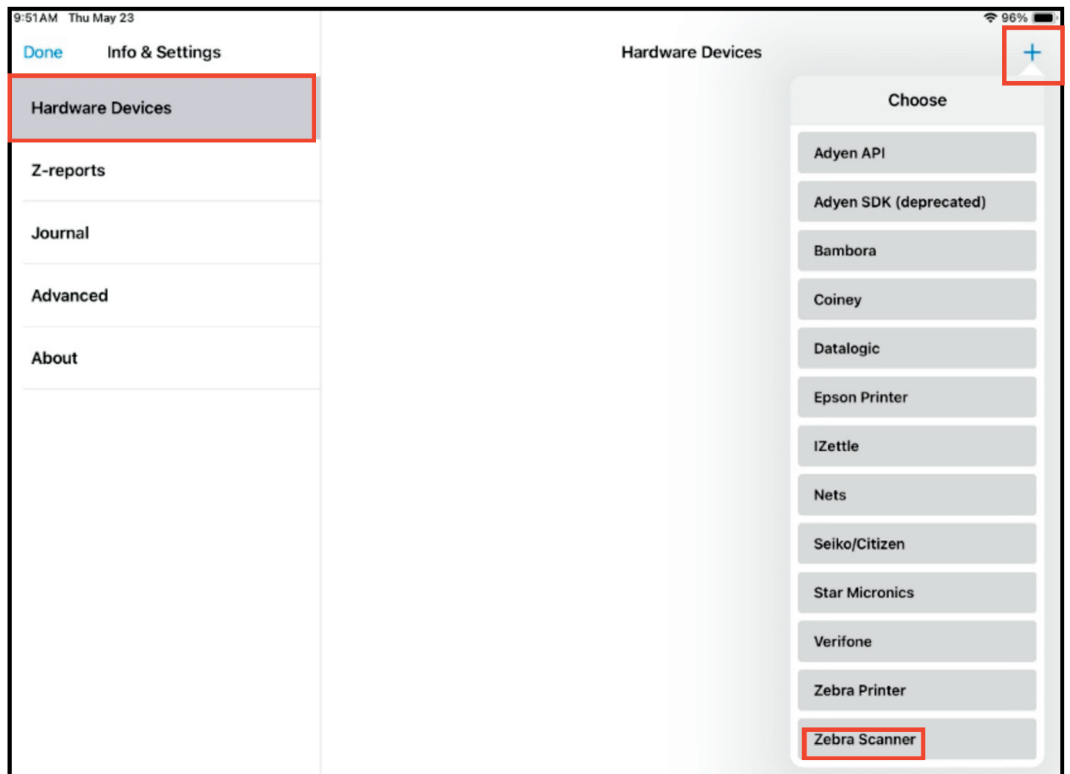 9:51AM Thu May 23
96%
Done Info & Settings
Hardware Devices
+
Hardware Devices
Z-reports
Journal
Advanced
About
Choose
Adyen API
Adyen SDK (deprecated)
Bambora
Coiney
Datalogic
Epson Printer
IZettle
Nets
Seiko/Citizen
Star Micronics
Verifone
Zebra Printer
Zebra Scanner